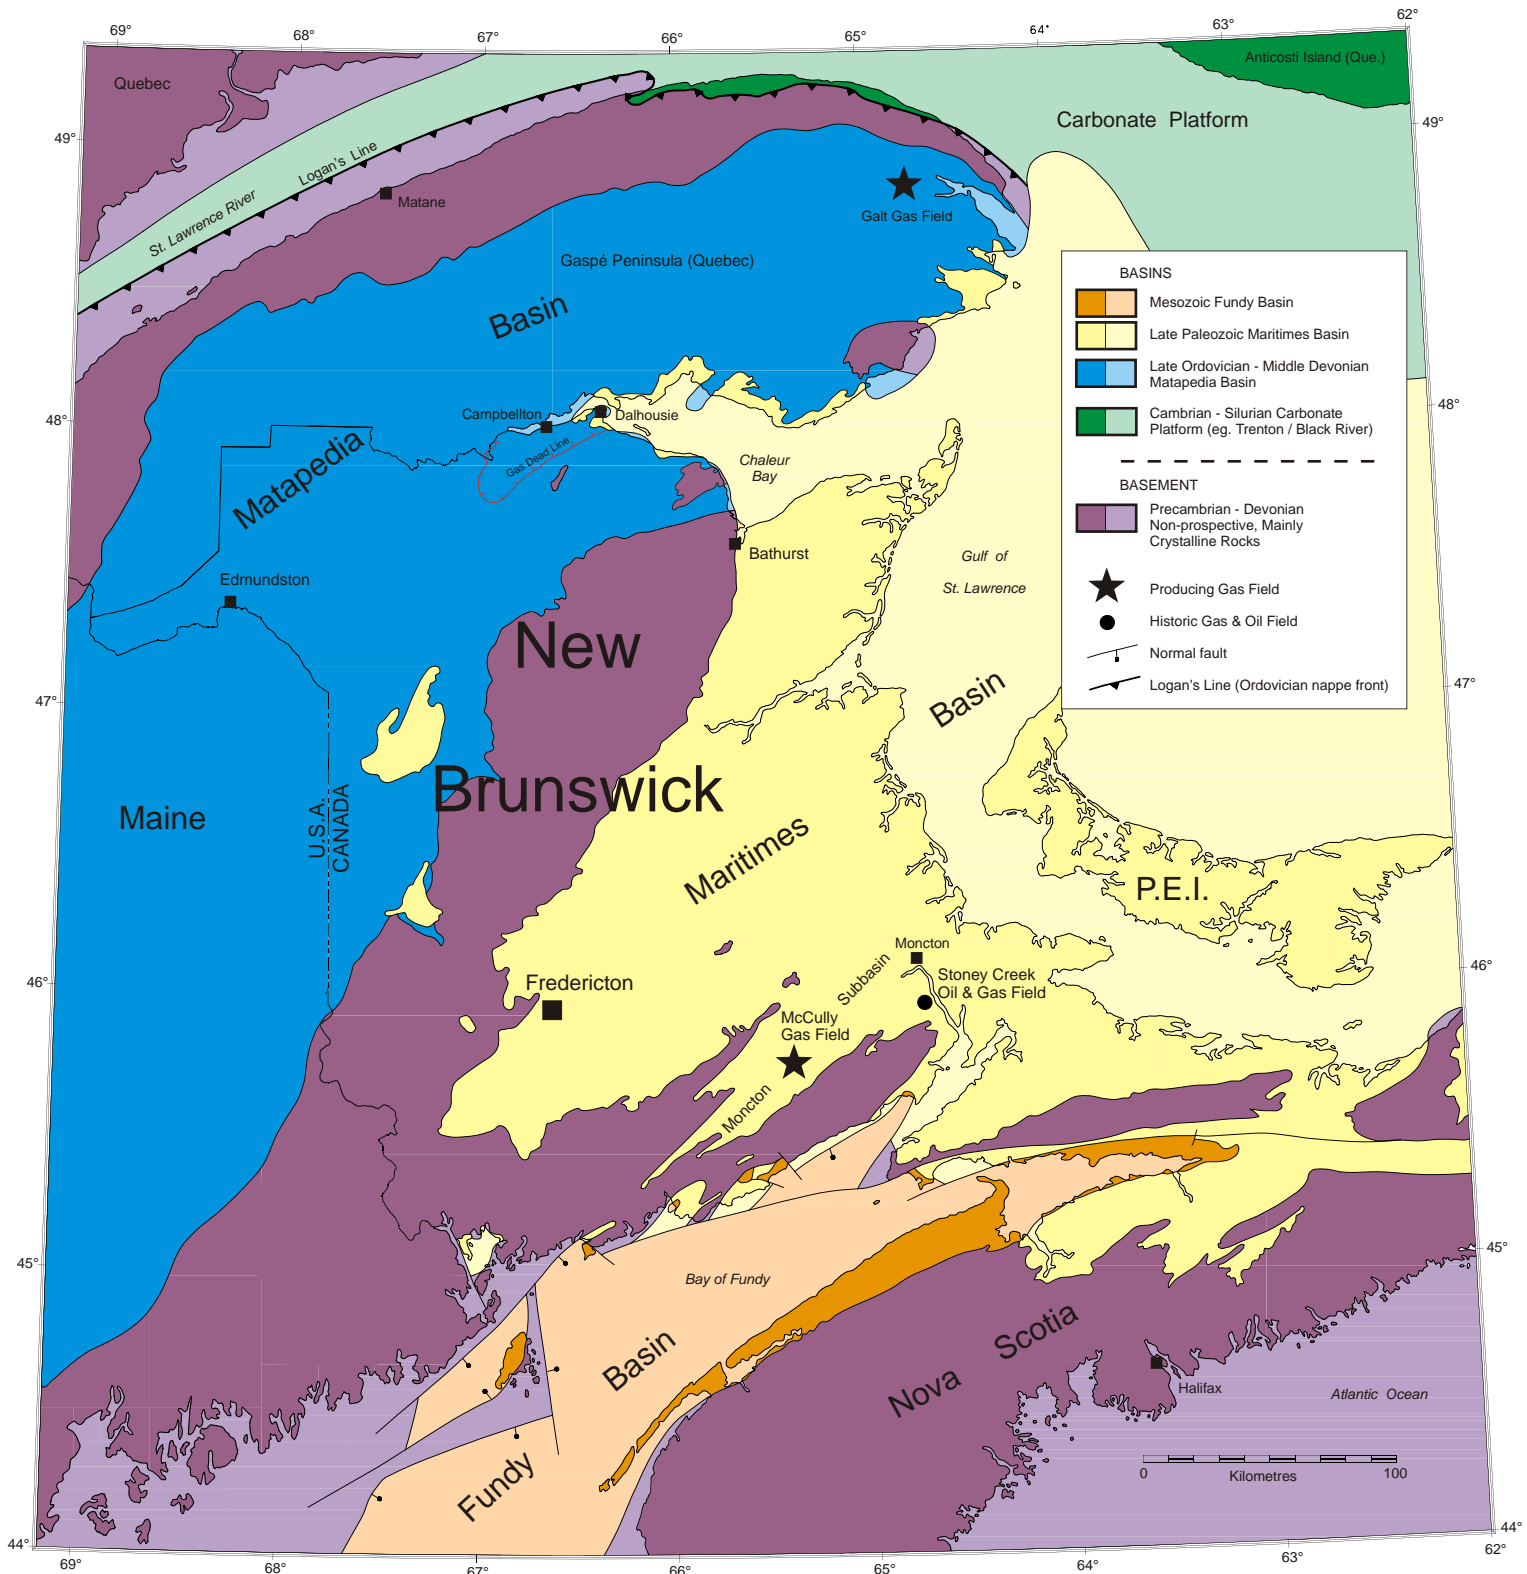 69°
68°
67°
66°
65°
64°
63°
62°
Quebec
Anticosti Island (Que.)
Carbonate Platform
49°
49°
Logan's Line
St. Lawrence River
Matane
Galt Gas Field
Gaspé Peninsula (Quebec)
Basin
BASINS
Mesozoic Fundy Basin
Late Paleozoic Maritimes Basin
Late Ordovician - Middle Devonian
Matapedia Basin
Cambrian - Silurian Carbonate
Platform (eg. Trenton / Black River)
BASEMENT
Precambrian - Devonian
Non-prospective, Mainly
Crystalline Rocks
Producing Gas Field
Historic Gas & Oil Field
Normal fault
Logan's Line (Ordovician nappe front)
48°
48°
Campbellton
Dalhousie
Gas Dead Line
Matapedia
Chaleur
Bay
Bathurst
Gulf of
St. Lawrence
Edmundston
New
47°
47°
Basin
Brunswick
Maine
U.S.A.
CANADA
Maritimes
P.E.I.
46°
46°
Moncton
Subbasin
Stoney Creek
Oil & Gas Field
Fredericton
McCully
Gas Field
Moncton
45°
45°
Bay of Fundy
Basin
Nova Scotia
Halifax
Atlantic Ocean
Fundy
0
100
Kilometres
44°
44°
69°
68°
67°
66°
65°
64°
63°
62°